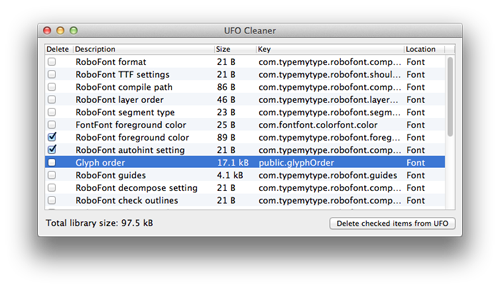 UFO Cleaner
Delete Description Size Key Location
RoboFont format 21 B com.typemytype.robofont.comp... Font
RoboFont TTF settings 21 B com.typemytype.robofont.shoul... Font
RoboFont compile path 86 B com.typemytype.robofont.comp... Font
RoboFont layer order 46 B com.typemytype.robofont.layer... Font
RoboFont segment type 23 B com.typemytype.robofont.segm... Font
FontFont foreground color 25 B com.fontfont.colorfont.color Font
RoboFont foreground color 89 B com.typemytype.robofont.foreg... Font
RoboFont autohint setting 21 B com.typemytype.robofont.comp... Font
Glyph order 17.1 kB public.glyphOrder Font
RoboFont guides 4.1 kB com.typemytype.robofont.guides Font
RoboFont decompose setting 21 B com.typemytype.robofont.comp... Font
RoboFont check outlines 21 B com.typemytype.robofont.comp... Font
Total library size: 97.5 kB Delete checked items from UFO